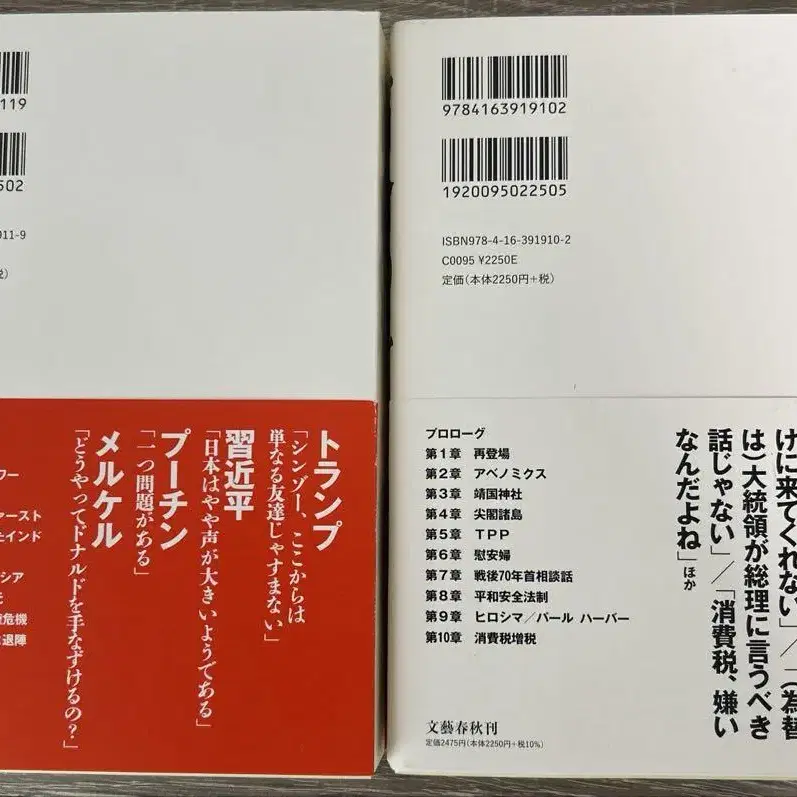 119
502
911-9
税）
トランプ
「シンゾー、ここからは
単なる友達じゃすまない」
習近平
「日本はやや声が大きいようである」
プーチン
「一つ問題がある」
メルケル
「どうやってドナルドを手なずけるの？」
ワー
ァースト
たインド
シア
危機
退陣
9784163919102
1920095022505
ISBN978-4-16-391910-2
C0095 ¥2250E
定価（本体2250円＋税）
けに来てくれない」／「（為替
は）大統領が総理に言うべき
話じゃない」／「消費税、嫌い
なんだよね」ほか
プロローグ
第1章 再登場
第2章 アベノミクス
第3章 靖国神社
第4章 尖閣諸島
第5章 TPP
第6章 慰安婦
第7章 戦後70年首相談話
第8章 平和安全法制
第9章 ヒロシマ／パール ハーバー
第10章 消費税増税
文藝春秋刊
定価2475円（本体2250円＋税10%）